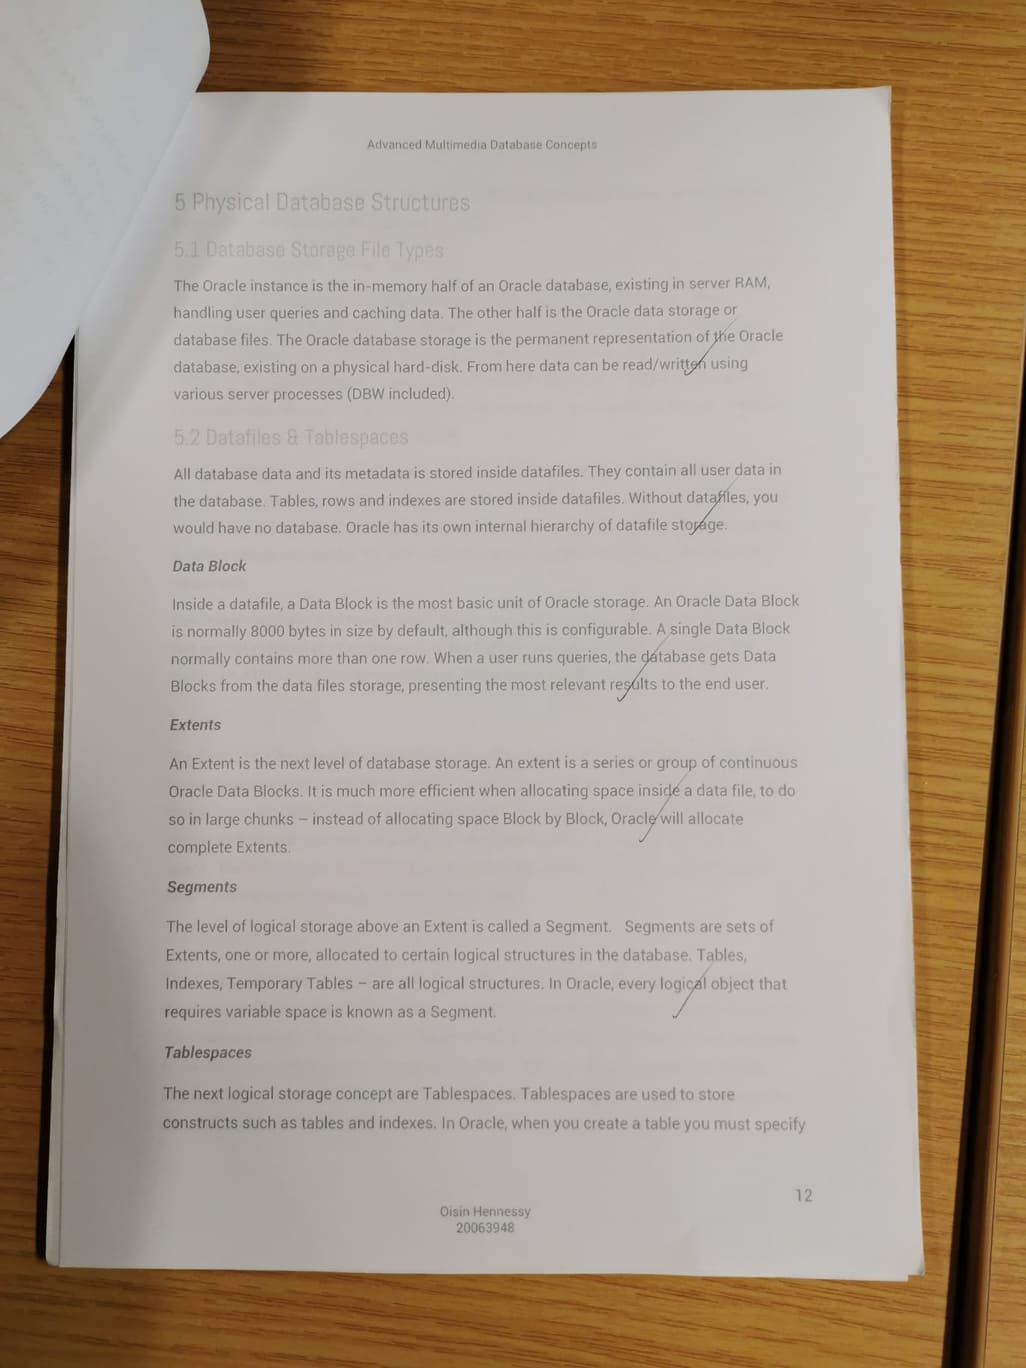 Advanced Multimedia Database Concepts
5 Physical Database Structures
5.1 Database Storage File Types
The Oracle instance is the in-memory half of an Oracle database, existing in server RAM,
handling user queries and caching data. The other half is the Oracle data storage or
database files. The Oracle database storage is the permanent representation of the Oracle
database, existing on a physical hard-disk. From here data can be read/written using
various server processes (DBW included).
5.2 Datafiles & Tablespaces
All database data and its metadata is stored inside datafiles. They contain all user data in
the database. Tables, rows and indexes are stored inside datafiles. Without datafiles, you
would have no database. Oracle has its own internal hierarchy of datafile storage.
Data Block
Inside a datafile, a Data Block is the most basic unit of Oracle storage. An Oracle Data Block
is normally 8000 bytes in size by default, although this is configurable. A single Data Block
normally contains more than one row. When a user runs queries, the database gets Data
Blocks from the data files storage, presenting the most relevant results to the end user.
Extents
An Extent is the next level of database storage. An extent is a series or group of continuous
Oracle Data Blocks. It is much more efficient when allocating space inside a data file, to do
so in large chunks – instead of allocating space Block by Block, Oracle will allocate
complete Extents.
Segments
The level of logical storage above an Extent is called a Segment. Segments are sets of
Extents, one or more, allocated to certain logical structures in the database. Tables,
Indexes, Temporary Tables – are all logical structures. In Oracle, every logical object that
requires variable space is known as a Segment.
Tablespaces
The next logical storage concept are Tablespaces. Tablespaces are used to store
constructs such as tables and indexes. In Oracle, when you create a table you must specify
12
Oisin Hennessy
20063948